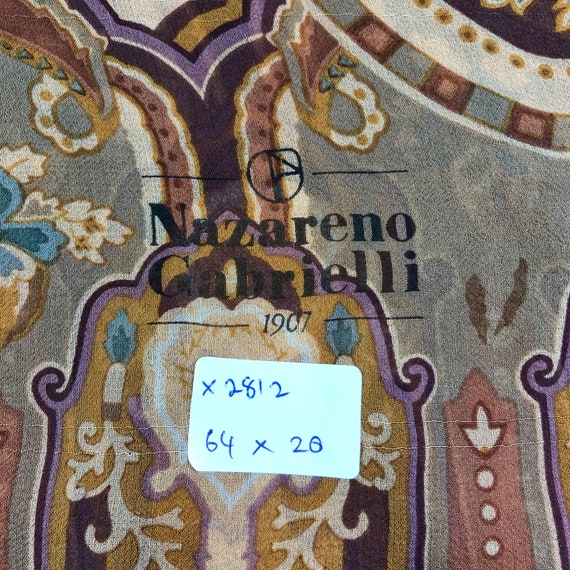 Nazareno
Gabrielli
1907
x 2812
64 x 20